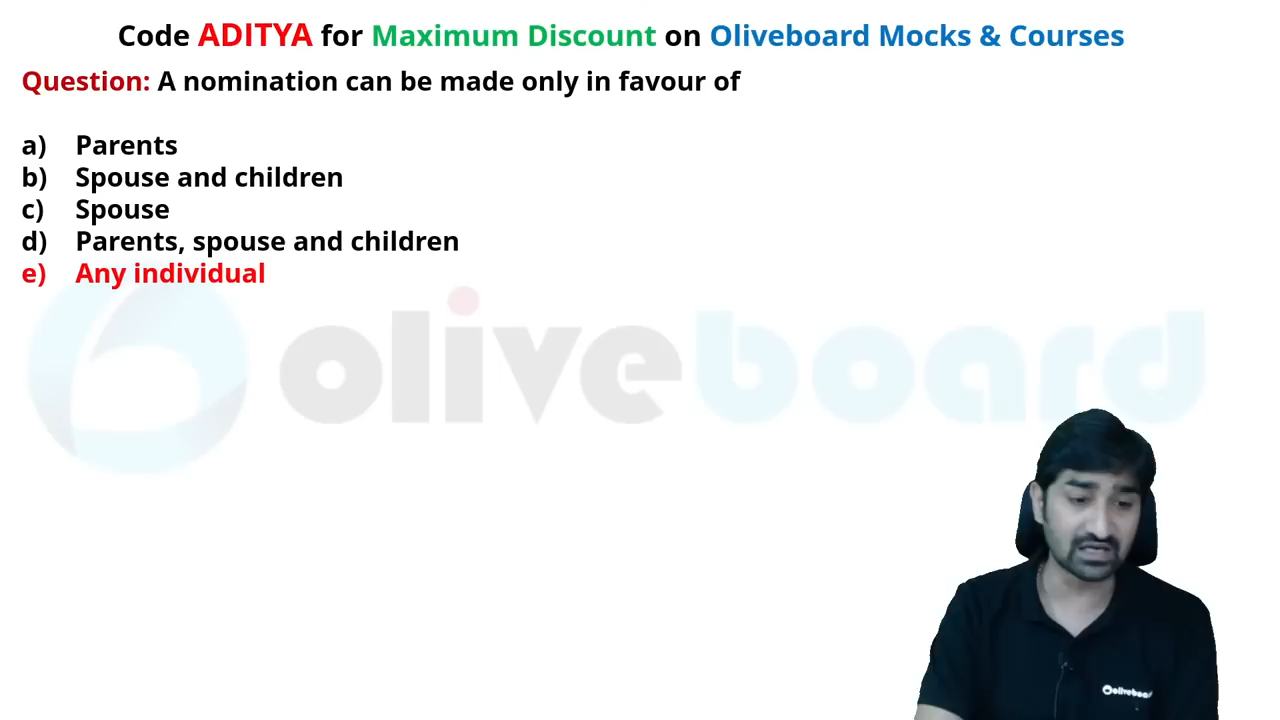 Code ADITYA for Maximum Discount on Oliveboard Mocks & Courses
Question: A nomination can be made only in favour of
a) Parents
b) Spouse and children
c) Spouse
d) Parents, spouse and children
e) Any individual
oliveboard
oliveboard